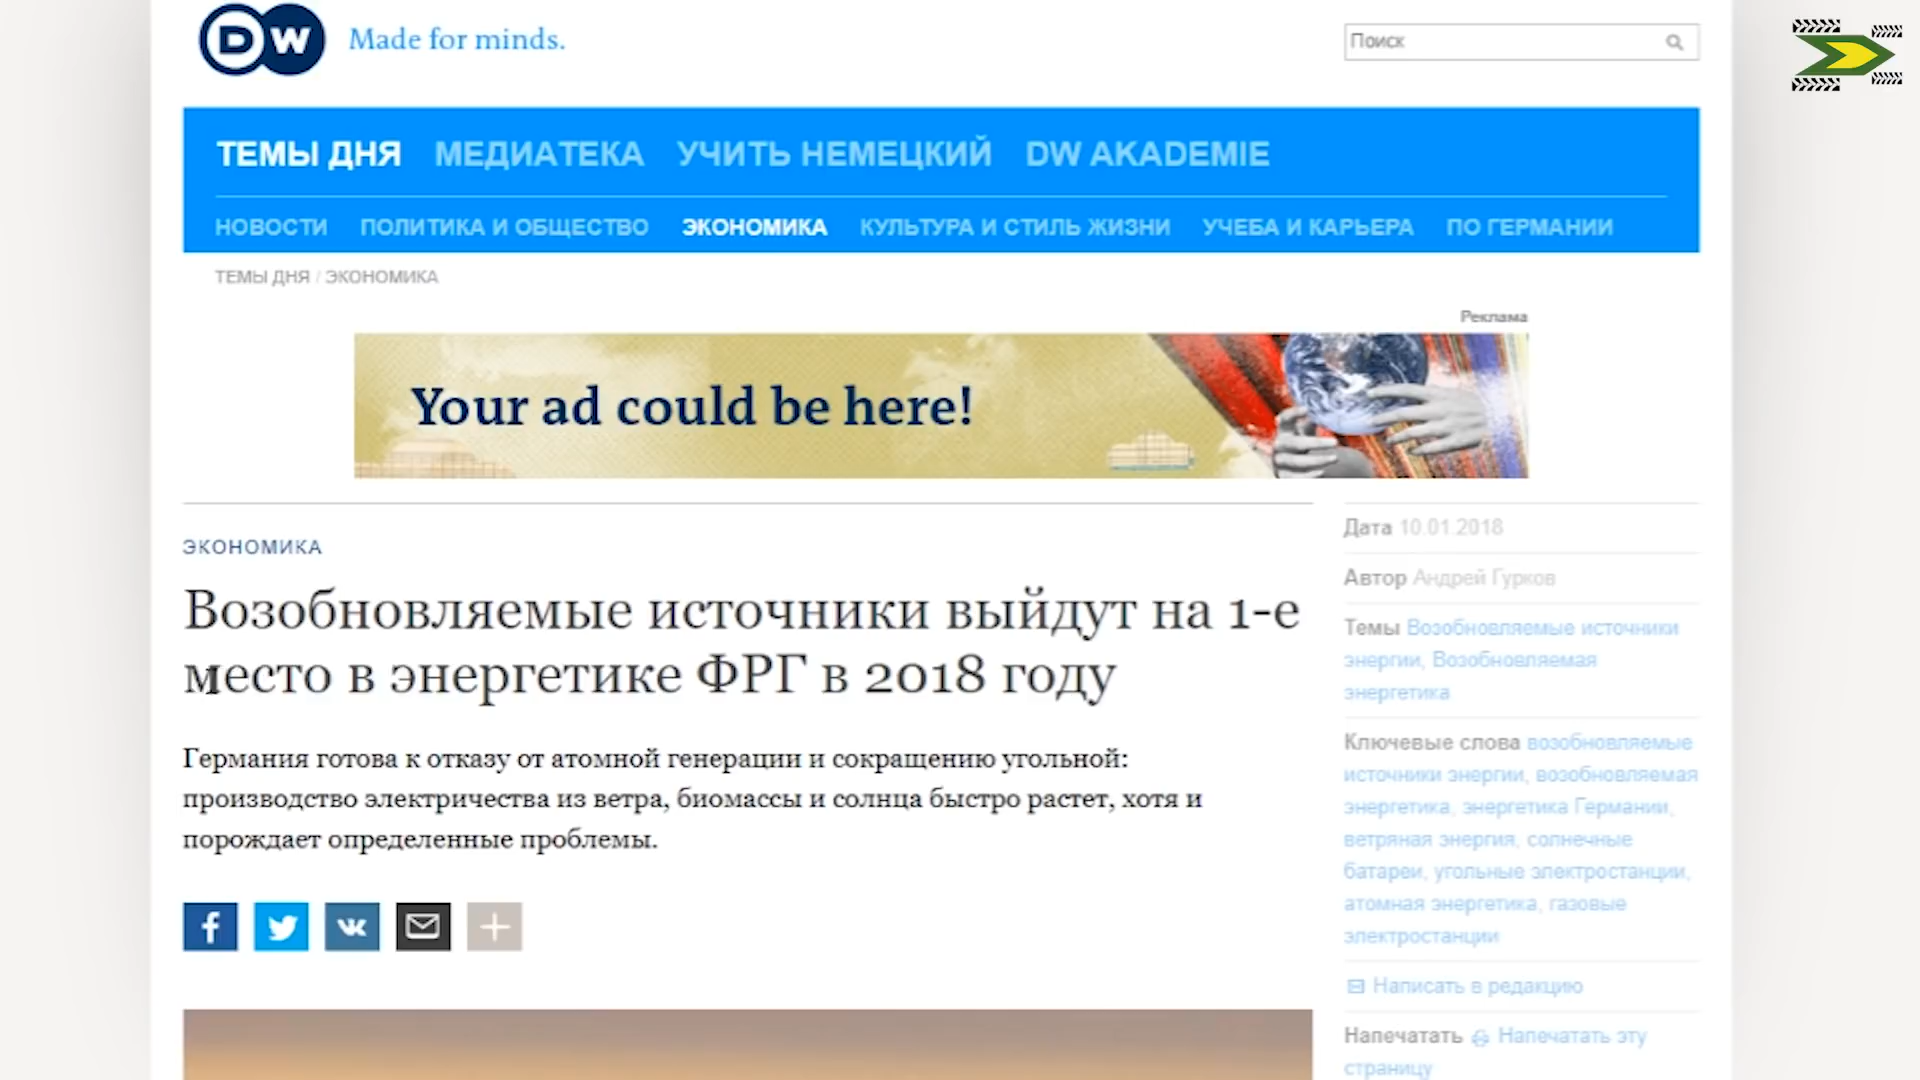 DW Made for minds.
Поиск
ТЕМЫ ДНЯ МЕДИАТЕКА УЧИТЬ НЕМЕЦКИЙ DW AKADEMIE
НОВОСТИ ПОЛИТИКА И ОБЩЕСТВО ЭКОНОМИКА КУЛЬТУРА И СТИЛЬ ЖИЗНИ УЧЕБА И КАРЬЕРА ПО ГЕРМАНИИ
ТЕМЫ ДНЯ / ЭКОНОМИКА
Реклама
Your ad could be here!
ЭКОНОМИКА
Возобновляемые источники выйдут на 1-е
место в энергетике ФРГ в 2018 году
Германия готова к отказу от атомной генерации и сокращению угольной:
производство электричества из ветра, биомассы и солнца быстро растет, хотя и
порождает определенные проблемы.
Дата 10.01.2018
Автор Андрей Гурков
Темы Возобновляемые источники
энергии, Возобновляемая
энергетика
Ключевые слова возобновляемые
источники энергии, возобновляемая
энергетика, энергетика Германии,
ветряная энергия, солнечные
батареи, угольные электростанции,
атомная энергетика, газовые
электростанции
Написать в редакцию
Напечатать Напечатать эту
страницу